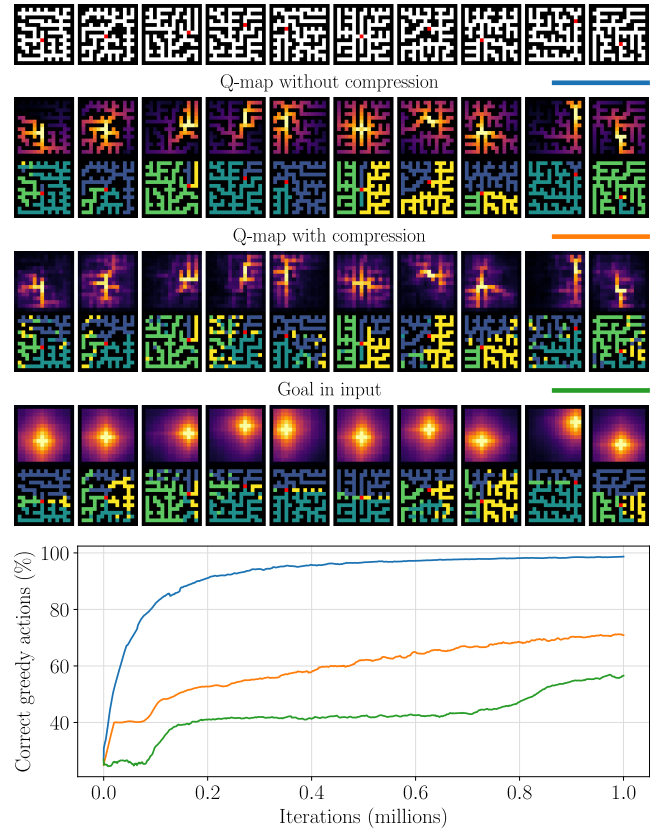 Q-map without compression
Q-map with compression
Goal in input
100
80
60
40
Correct greedy actions (%)
0.0 0.2 0.4 0.6 0.8 1.0
Iterations (millions)